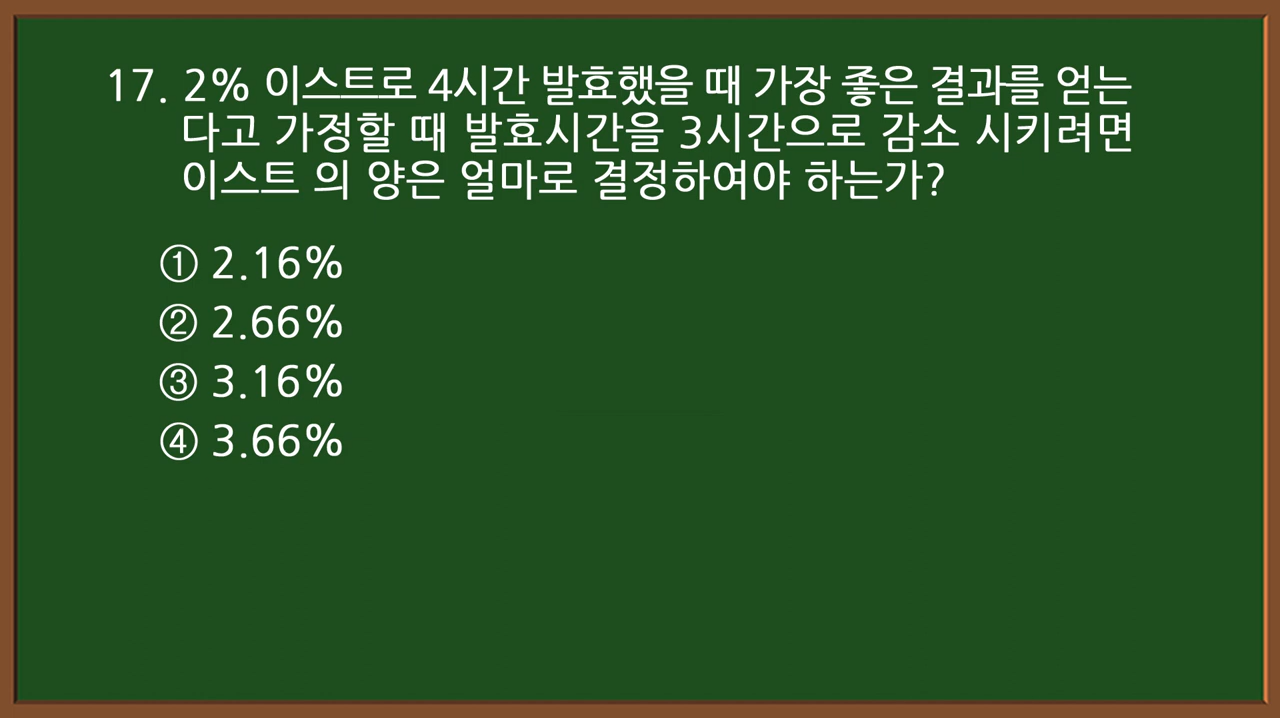 17. 2% 이스트로 4시간 발효했을 때 가장 좋은 결과를 얻는
다고 가정할 때 발효시간을 3시간으로 감소 시키려면
이스트 의 양은 얼마로 결정하여야 하는가?
① 2.16%
② 2.66%
③ 3.16%
④ 3.66%